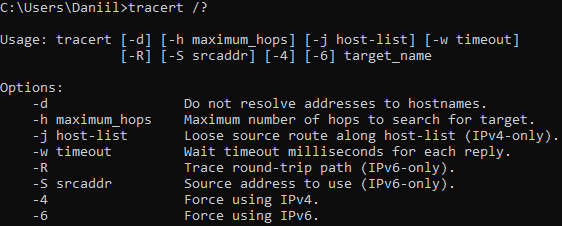 C:\Users\Daniil>tracert /?
Usage: tracert [-d] [-h maximum_hops] [-j host-list] [-w timeout]
[-R] [-S srcaddr] [-4] [-6] target_name
Options:
-d Do not resolve addresses to hostnames.
-h maximum_hops Maximum number of hops to search for target.
-j host-list Loose source route along host-list (IPv4-only).
-w timeout Wait timeout milliseconds for each reply.
-R Trace round-trip path (IPv6-only).
-S srcaddr Source address to use (IPv6-only).
-4 Force using IPv4.
-6 Force using IPv6.